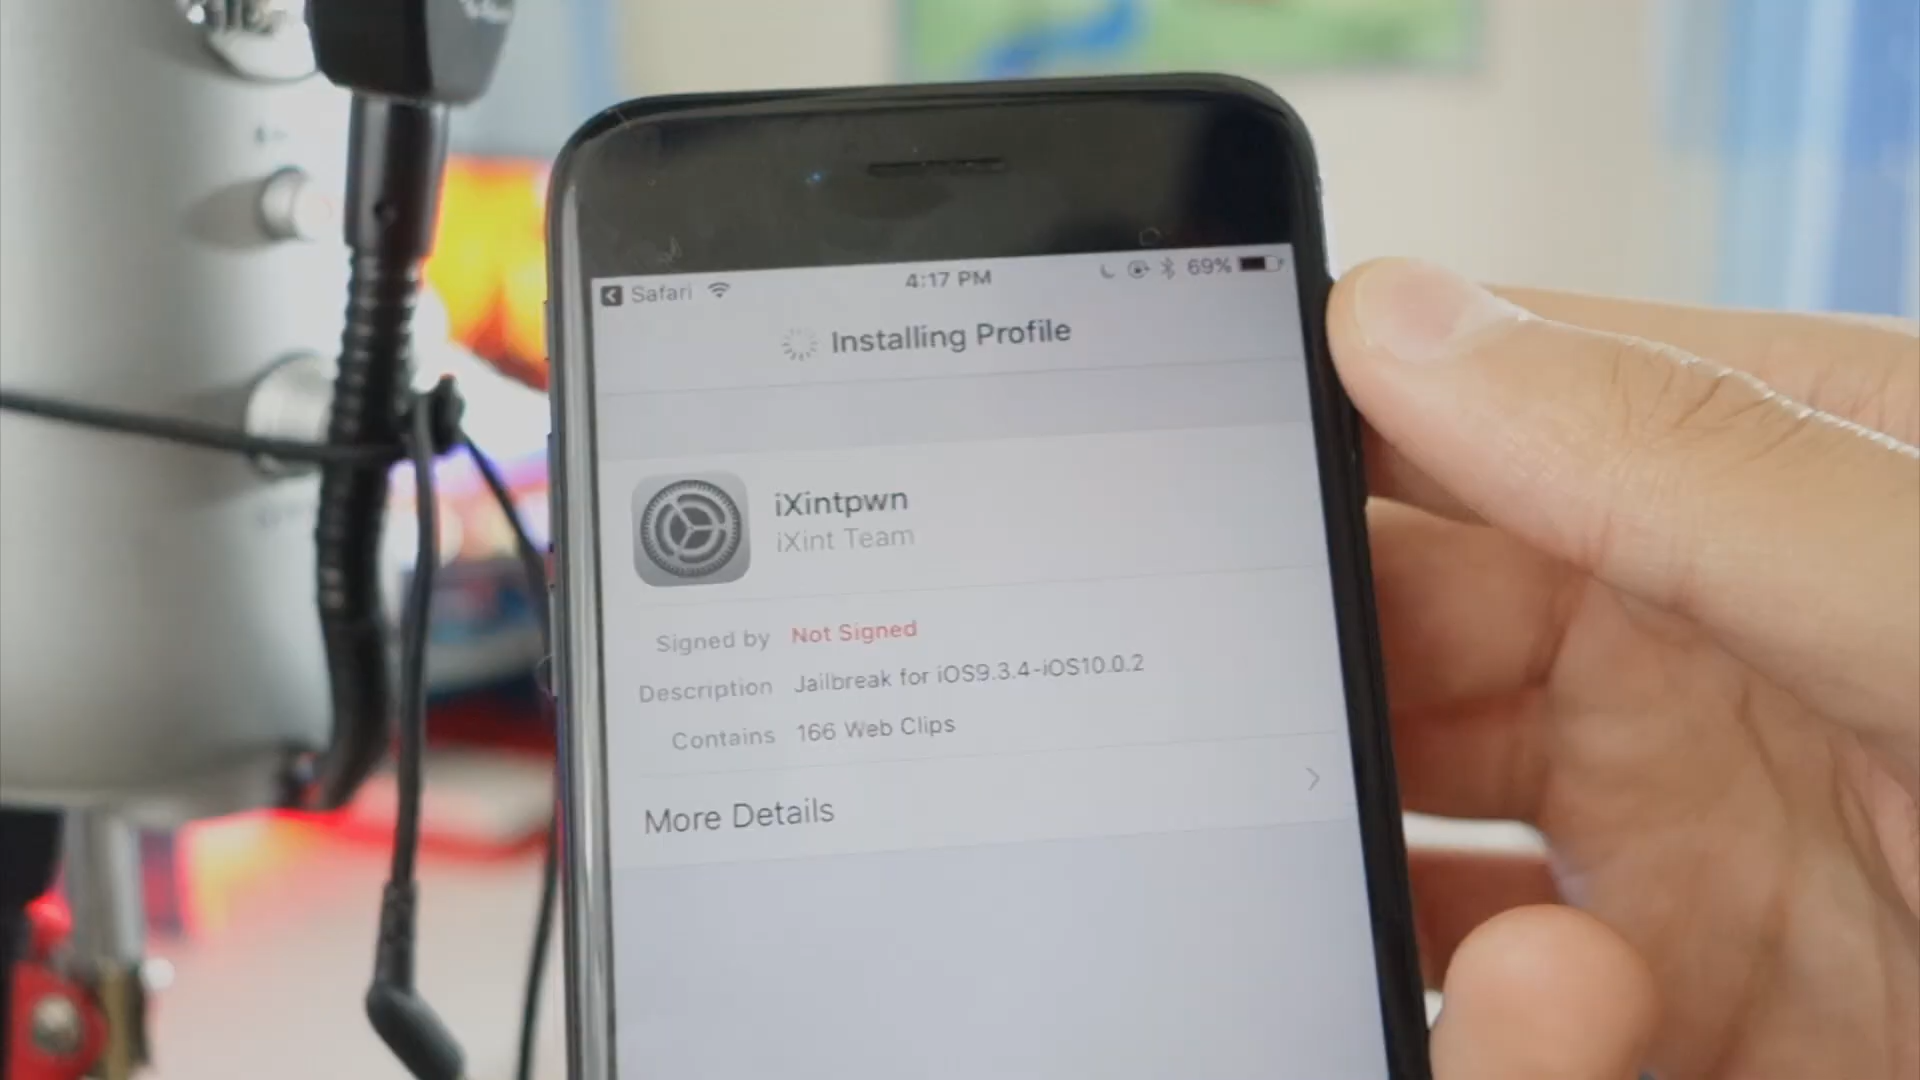 Safari 4:17 PM 69%
Installing Profile
iXintpwn
iXint Team
Signed by Not Signed
Description Jailbreak for iOS9.3.4-iOS10.0.2
Contains 166 Web Clips
More Details